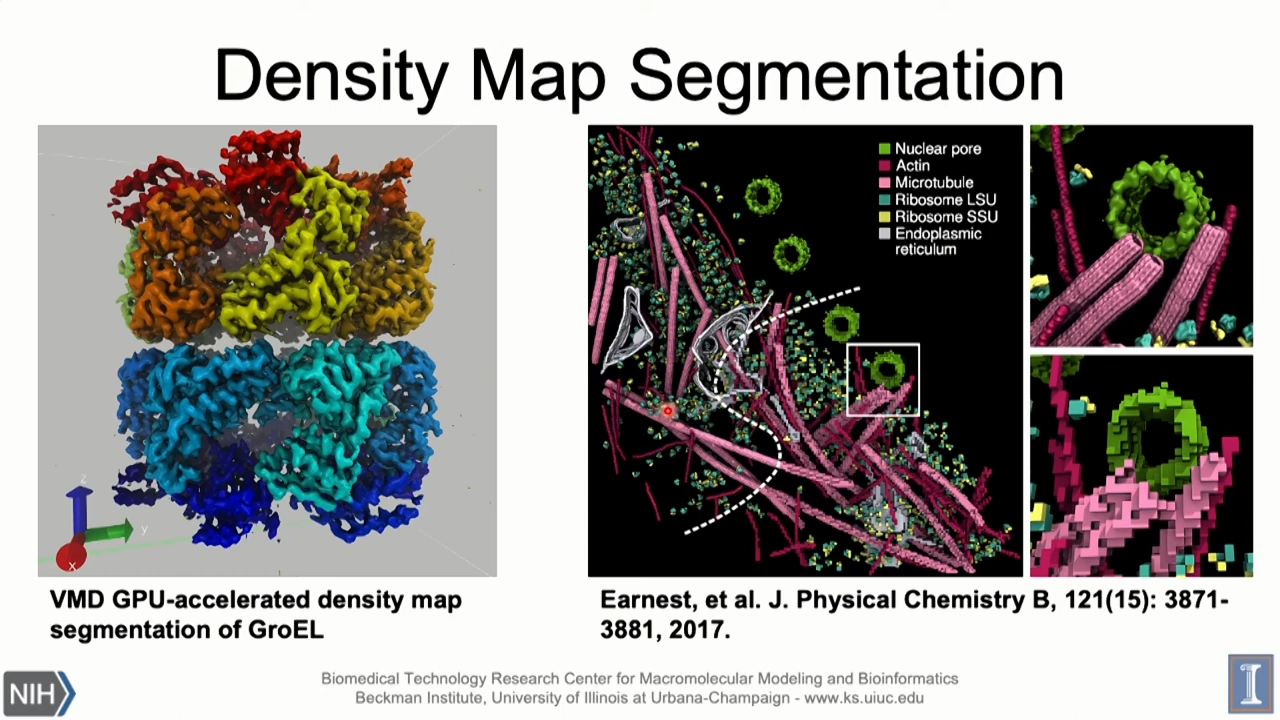 Density Map Segmentation
z
y
x
VMD GPU-accelerated density map
segmentation of GroEL
Nuclear pore
Actin
Microtubule
Ribosome LSU
Ribosome SSU
Endoplasmic
reticulum
Earnest, et al. J. Physical Chemistry B, 121(15): 3871-
3881, 2017.
NIH
Biomedical Technology Research Center for Macromolecular Modeling and Bioinformatics
Beckman Institute, University of Illinois at Urbana-Champaign - www.ks.uiuc.edu
I